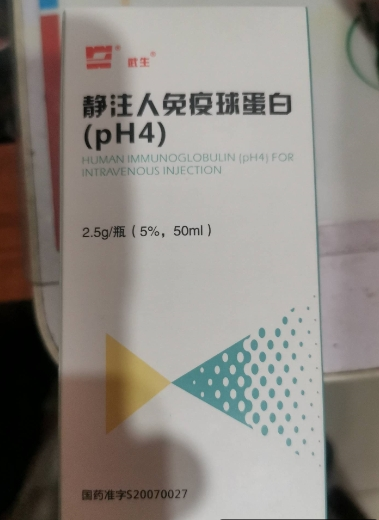 武生®
静注人免疫球蛋白
(pH4)
HUMAN IMMUNOGLOBULIN (pH4) FOR
INTRAVENOUS INJECTION
2.5g/瓶（5%，50ml）
国药准字S20070027